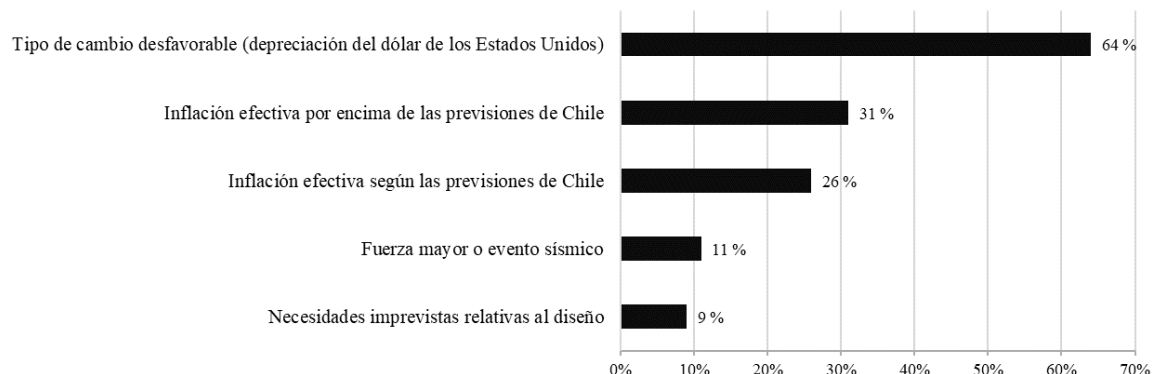 Tipo de cambio desfavorable (depreciación del dólar de los Estados Unidos)
64 %
Inflación efectiva por encima de las previsiones de Chile
31 %
Inflación efectiva según las previsiones de Chile
26 %
Fuerza mayor o evento sísmico
11 %
Necesidades imprevistas relativas al diseño
9 %
0% 10% 20% 30% 40% 50% 60% 70%